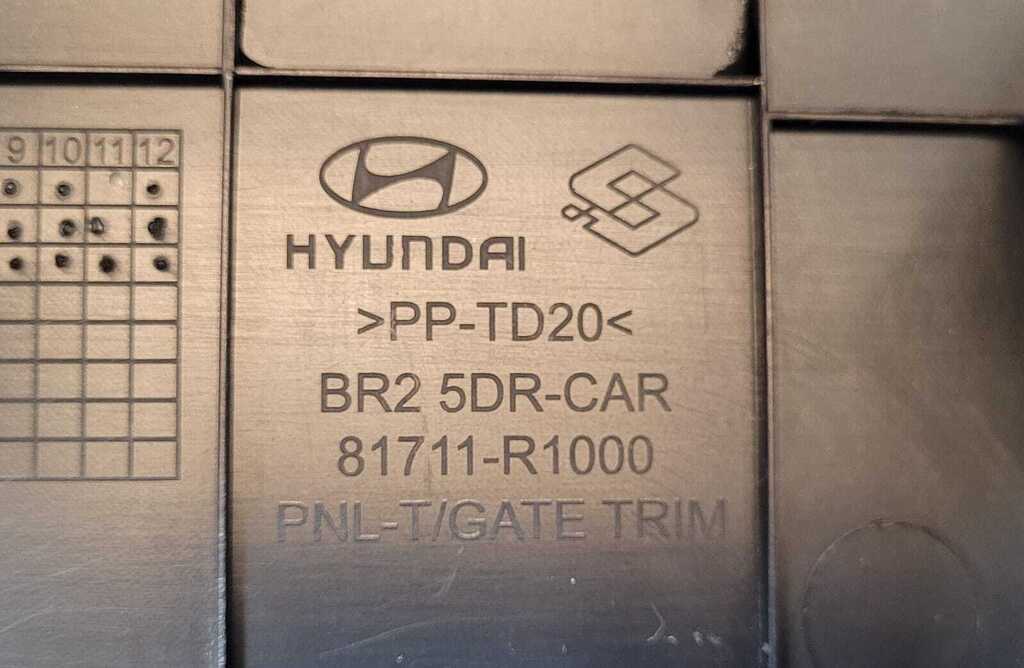 9 10 11 12
HYUNDAI
>PP-TD20<
BR2 5DR-CAR
81711-R1000
PNL-T/GATE TRIM